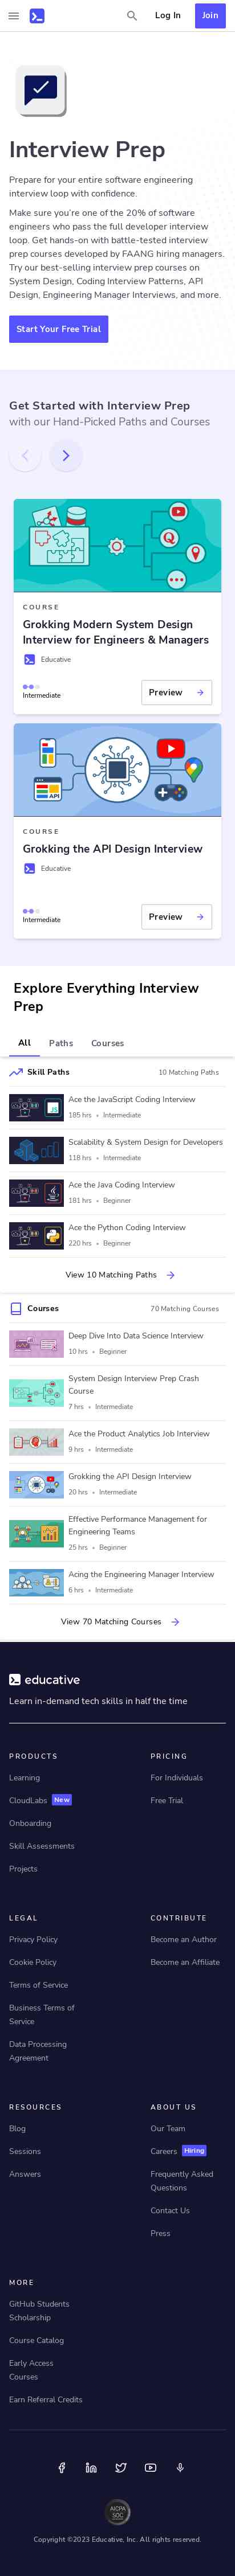 Log In
Join
Interview Prep
Prepare for your entire software engineering
interview loop with confidence.
Make sure you're one of the 20% of software
engineers who pass the full developer interview
loop. Get hands-on with battle-tested interview
prep courses developed by FAANG hiring managers.
Try our best-selling interview prep courses on
System Design, Coding Interview Patterns, API
Design, Engineering Manager Interviews, and more.
Start Your Free Trial
Get Started with Interview Prep
with our Hand-Picked Paths and Courses
COURSE
Grokking Modern System Design
Interview for Engineers & Managers
Educative
Intermediate
Preview
API
COURSE
Grokking the API Design Interview
Educative
Intermediate
Preview
Explore Everything Interview
Prep
All
Paths
Courses
Skill Paths
10 Matching Paths
Ace the JavaScript Coding Interview
185 hrs • Intermediate
Scalability & System Design for Developers
118 hrs • Intermediate
Ace the Java Coding Interview
181 hrs • Beginner
Ace the Python Coding Interview
220 hrs • Beginner
View 10 Matching Paths
Courses
70 Matching Courses
Deep Dive Into Data Science Interview
10 hrs • Beginner
System Design Interview Prep Crash
Course
7 hrs • Intermediate
Ace the Product Analytics Job Interview
9 hrs • Intermediate
Grokking the API Design Interview
20 hrs • Intermediate
Effective Performance Management for
Engineering Teams
25 hrs • Beginner
Acing the Engineering Manager Interview
6 hrs • Intermediate
View 70 Matching Courses
educative
Learn in-demand tech skills in half the time
PRODUCTS
Learning
CloudLabs New
Onboarding
Skill Assessments
Projects
PRICING
For Individuals
Free Trial
LEGAL
Privacy Policy
Cookie Policy
Terms of Service
Business Terms of
Service
Data Processing
Agreement
CONTRIBUTE
Become an Author
Become an Affiliate
RESOURCES
Blog
Sessions
Answers
ABOUT US
Our Team
Careers Hiring
Frequently Asked
Questions
Contact Us
Press
MORE
GitHub Students
Scholarship
Course Catalog
Early Access
Courses
Earn Referral Credits
AICPA
SOC
Copyright ©2023 Educative, Inc. All rights reserved.